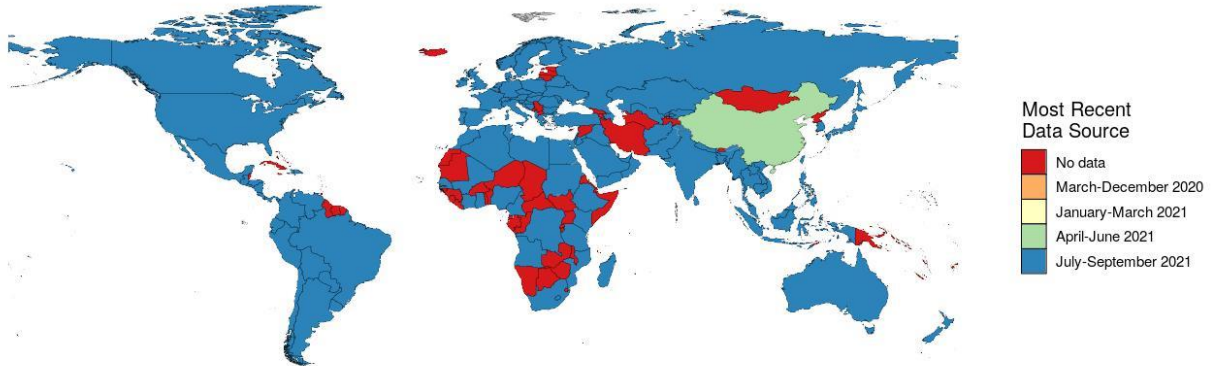 Most Recent
Data Source
No data
March-December 2020
January-March 2021
April-June 2021
July-September 2021